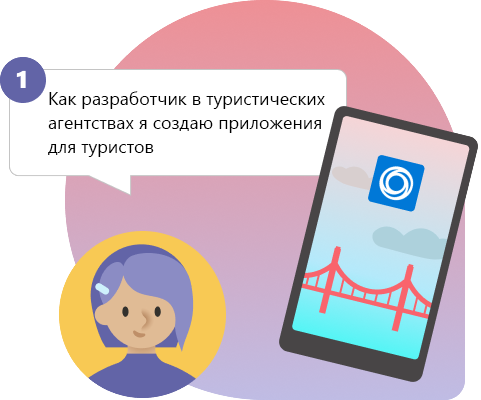 1
Как разработчик в туристических
агентствах я создаю приложения
для туристов